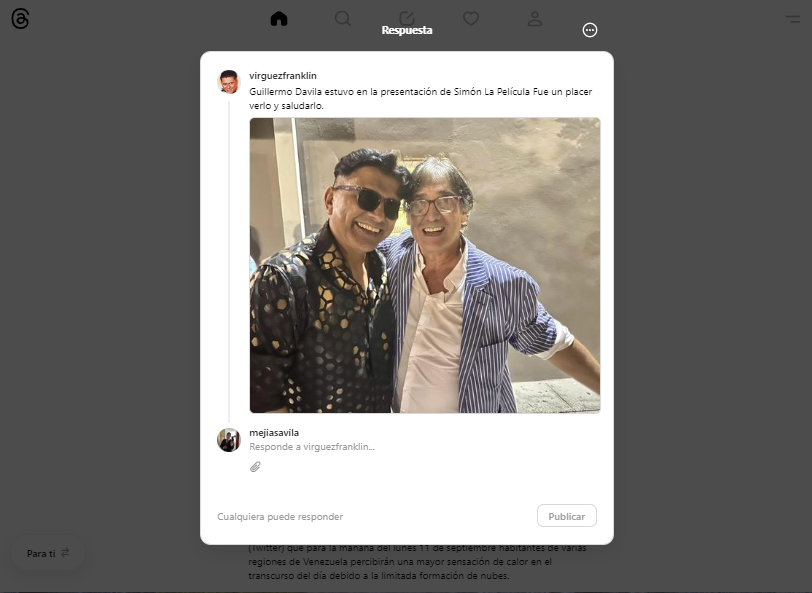 Respuesta
virguezfranklin
Guillermo Davila estuvo en la presentación de Simón La Película Fue un placer
verlo y saludarlo.
mejiasavila
Responde a virguezfranklin...
Cualquiera puede responder
Publicar
Para ti
(Twitter) que para la mañana del lunes 11 de septiembre habitantes de varias
regiones de Venezuela percibirán una mayor sensación de calor en el
transcurso del día debido a la limitada formación de nubes.